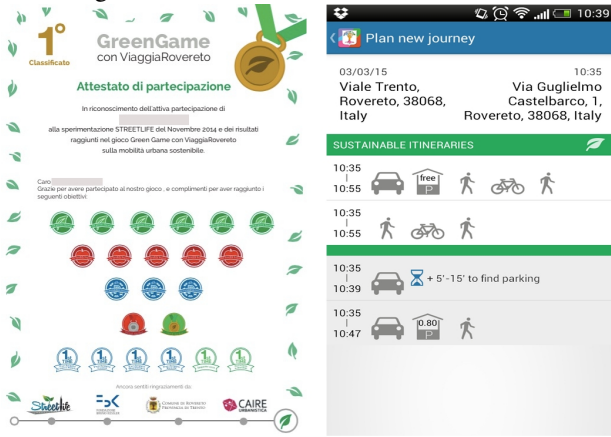 1°
Classificato
GreenGame
con ViaggiaRovereto
Attestato di partecipazione
In riconoscimento dell'attiva partecipazione di
alla sperimentazione STREETLIFE del Novembre 2014 e dei risultati
raggiunti nel gioco Green Game con ViaggiaRovereto
sulla mobilità urbana sostenibile.
Caro
Grazie per avere partecipato al nostro gioco , e complimenti per aver raggiunto i
seguenti obiettivi:
Ancora sentiti ringraziamenti da:
Streetlife
FBK
COMUNE DI ROVERETO
PROVINCIA DI TRENTO
CAIRE
URBANISTICA
10:39
Plan new journey
03/03/15 10:35
Viale Trento, Via Guglielmo
Rovereto, 38068, Castelbarco, 1,
Italy Rovereto, 38068, Italy
SUSTAINABLE ITINERARIES
10:35
10:55
free
P
10:35
10:55
10:35
10:39
+ 5'-15' to find parking
10:35
10:47
0.80
P